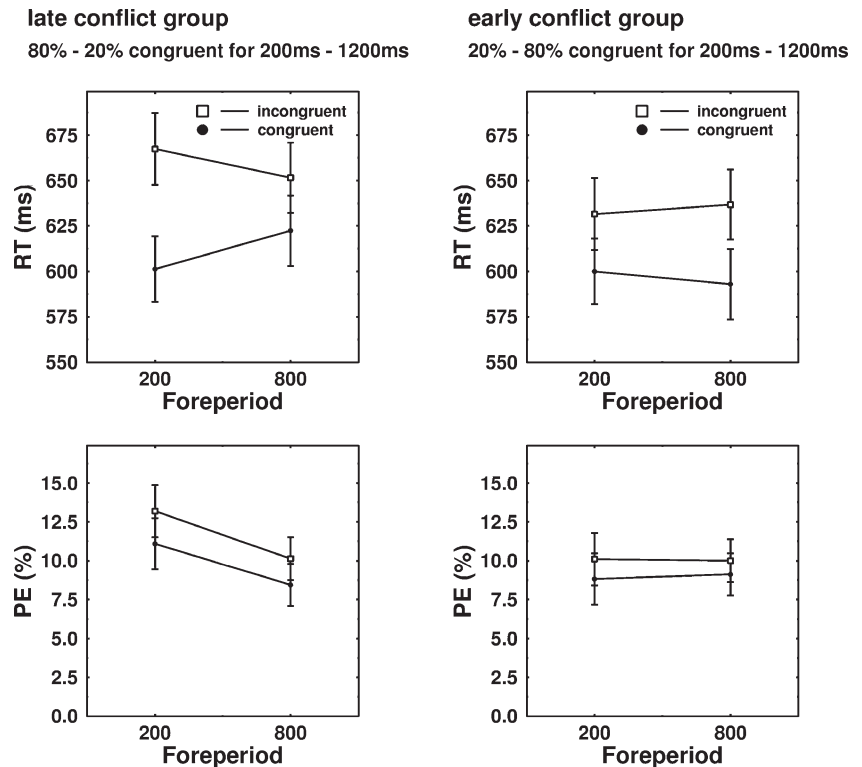 late conflict group
80% - 20% congruent for 200ms - 1200ms
early conflict group
20% - 80% congruent for 200ms - 1200ms
incongruent
congruent
675
650
625
600
575
550
RT (ms)
200 800
Foreperiod
incongruent
congruent
675
650
625
600
575
550
RT (ms)
200 800
Foreperiod
15.0
12.5
10.0
7.5
5.0
2.5
0.0
PE (%)
200 800
Foreperiod
15.0
12.5
10.0
7.5
5.0
2.5
0.0
PE (%)
200 800
Foreperiod